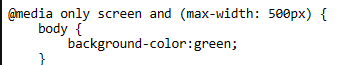 @media only screen and (max-width: 500px) {
    body {
        background-color:green;
    }